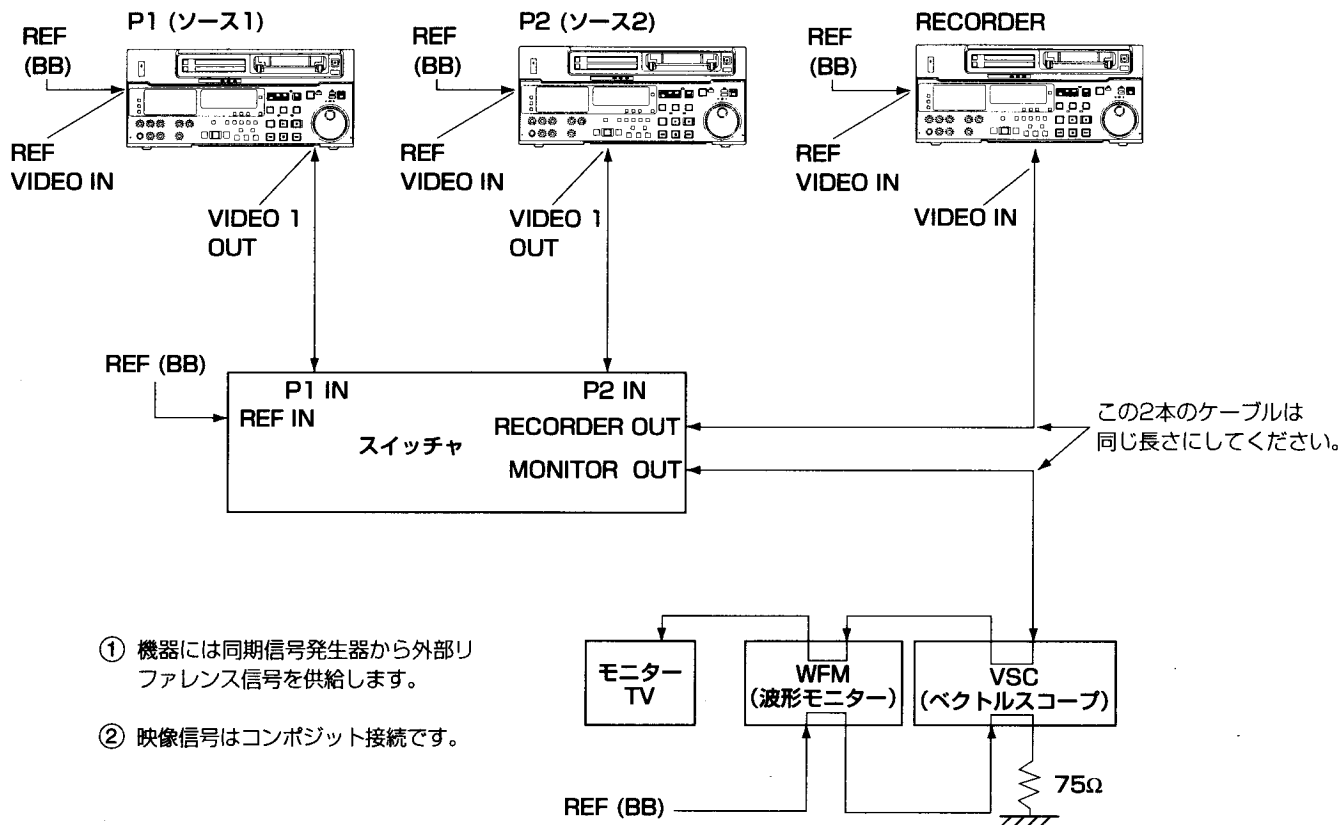 P1 (ソース1)
REF
(BB)
REF
VIDEO IN
VIDEO 1
OUT
P2 (ソース2)
REF
(BB)
REF
VIDEO IN
VIDEO 1
OUT
RECORDER
REF
(BB)
REF
VIDEO IN
VIDEO IN
REF (BB)
P1 IN
P2 IN
REF IN
スイッチャ
RECORDER OUT
MONITOR OUT
この2本のケーブルは
同じ長さにしてください。
① 機器には同期信号発生器から外部リ
ファレンス信号を供給します。
② 映像信号はコンポジット接続です。
モニター
TV
WFM
(波形モニター)
VSC
(ベクトルスコープ)
75Ω
REF (BB)